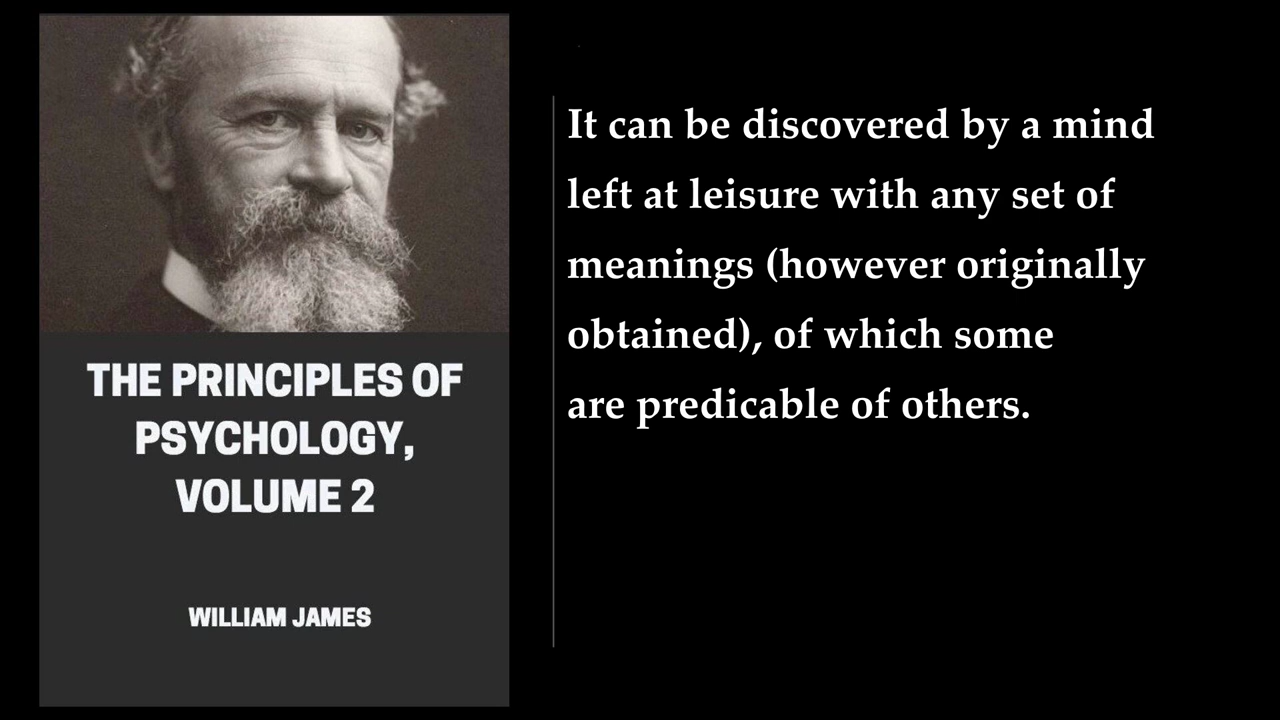 THE PRINCIPLES OF
PSYCHOLOGY,
VOLUME 2
WILLIAM JAMES
It can be discovered by a mind
left at leisure with any set of
meanings (however originally
obtained), of which some
are predicable of others.